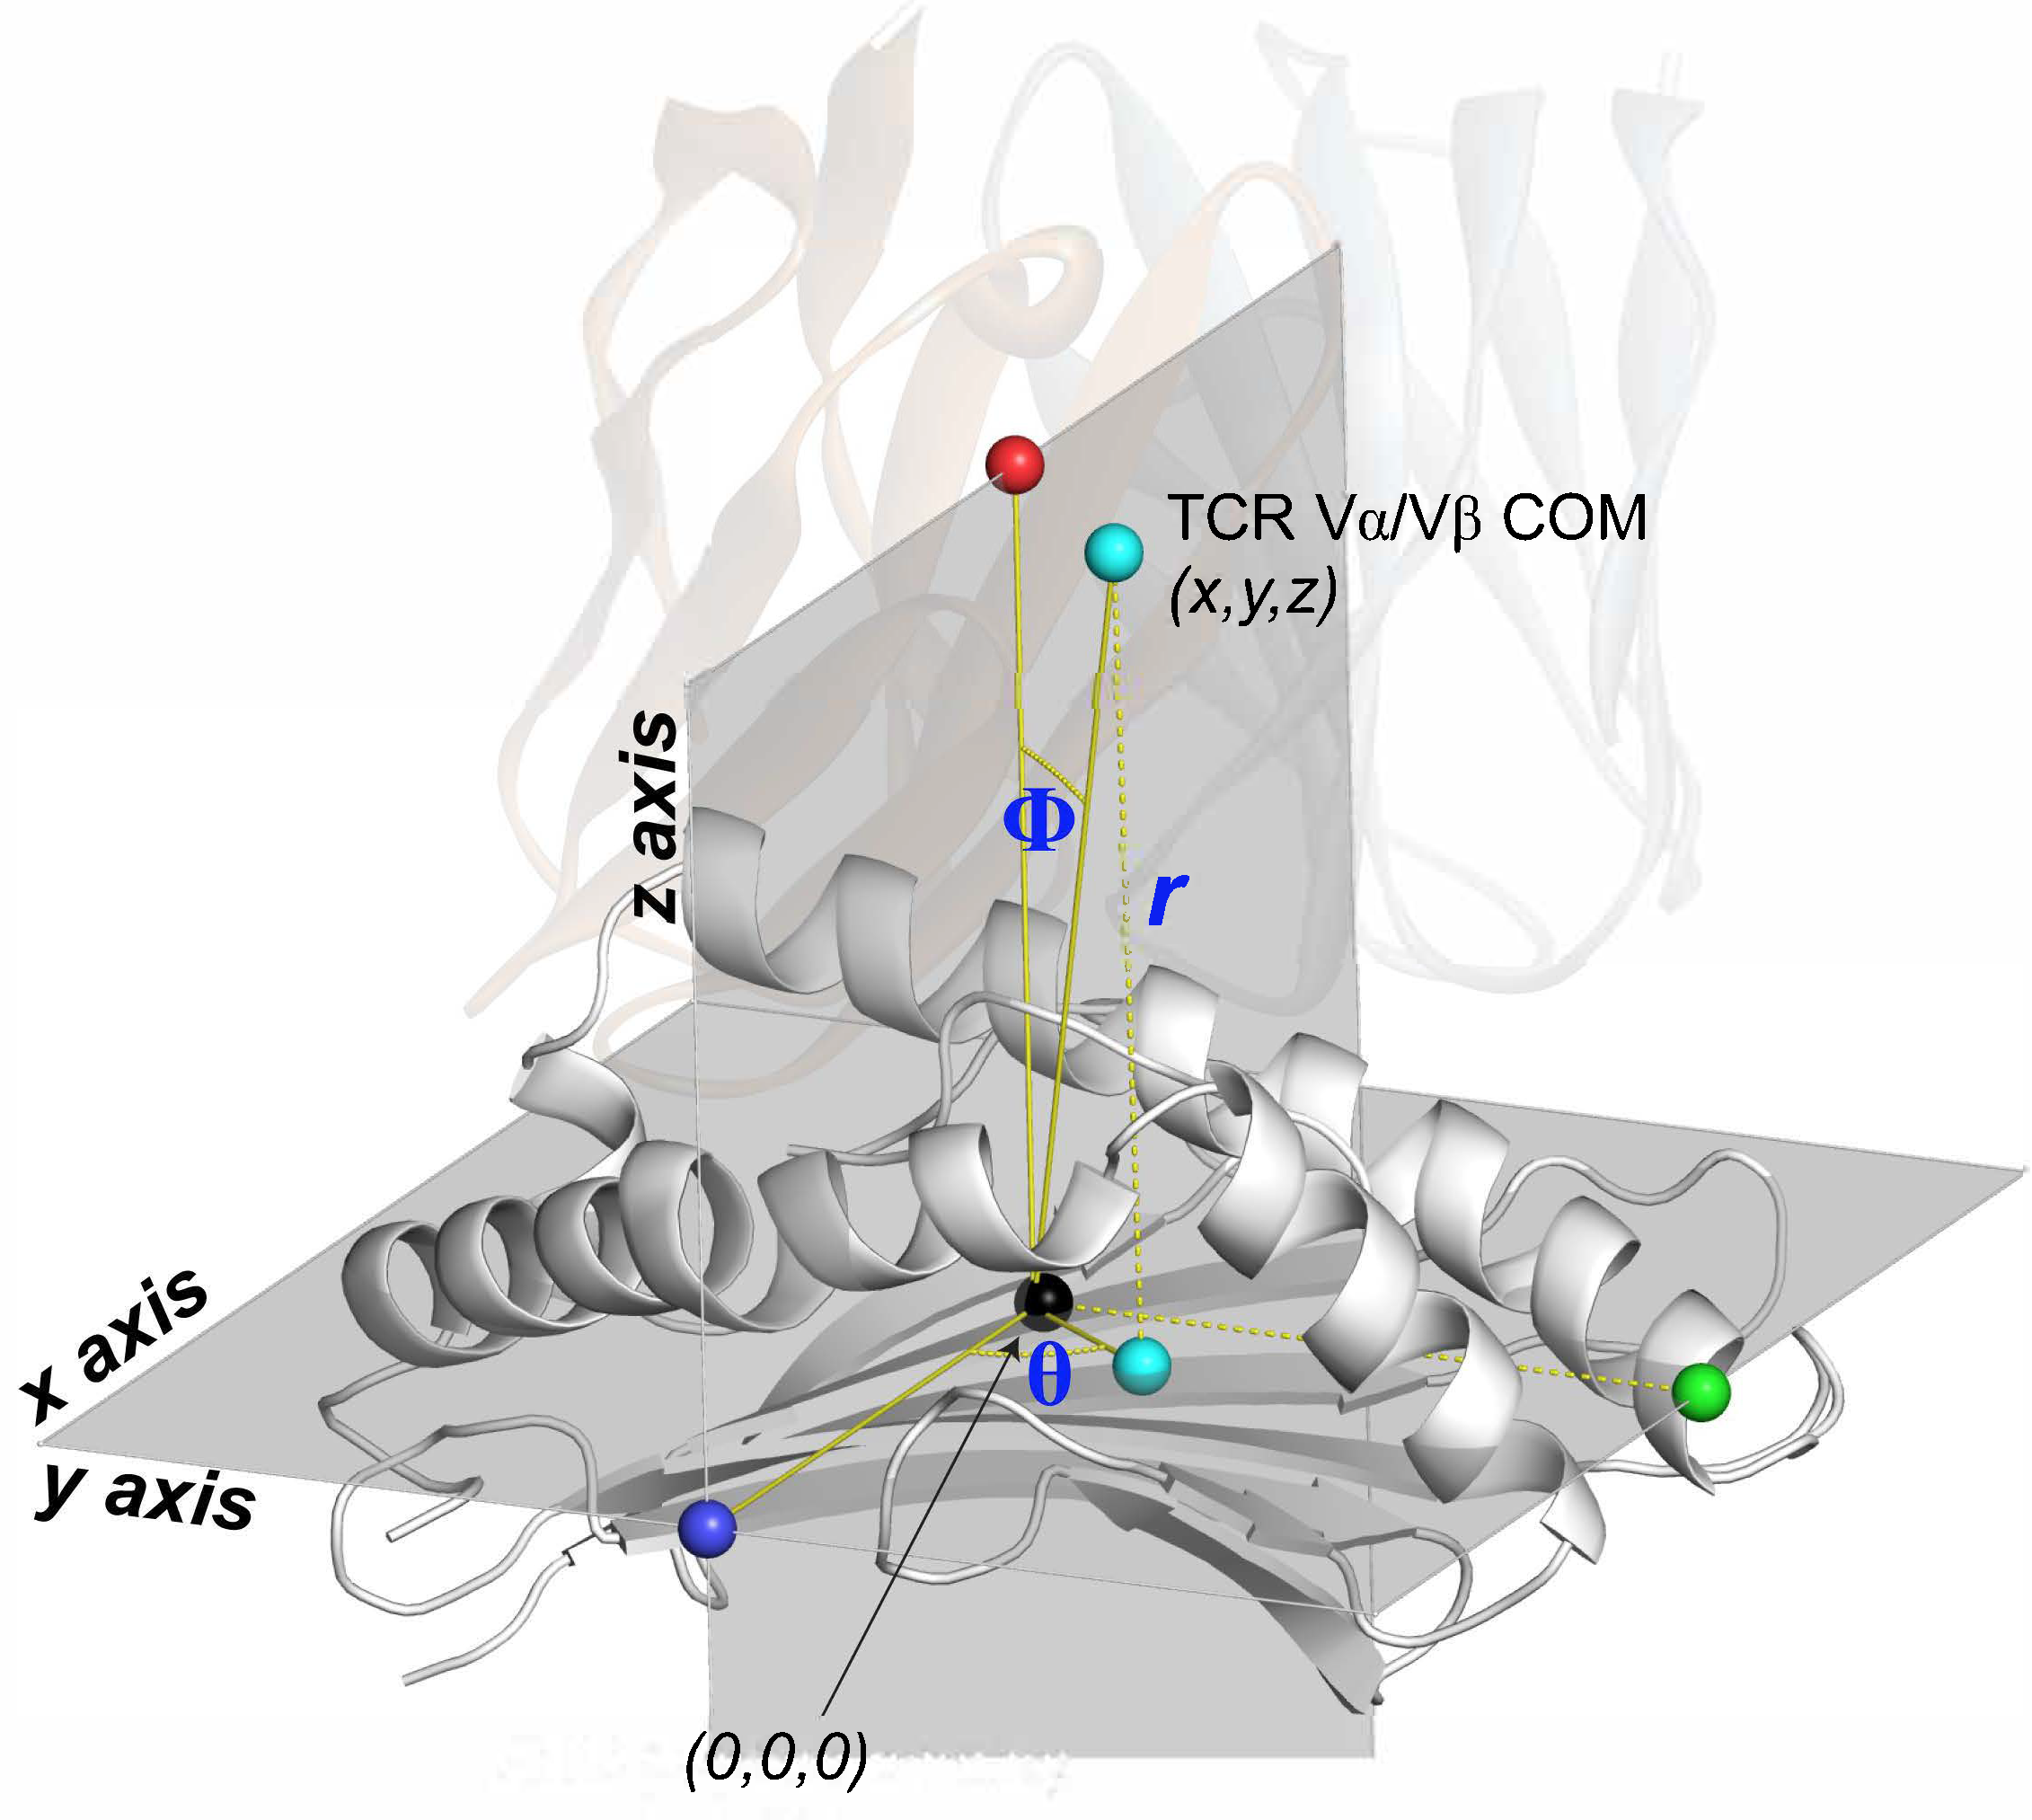 TCR Vα/Vβ COM
(x,y,z)
z axis
Φ
r
x axis
θ
y axis
(0,0,0)